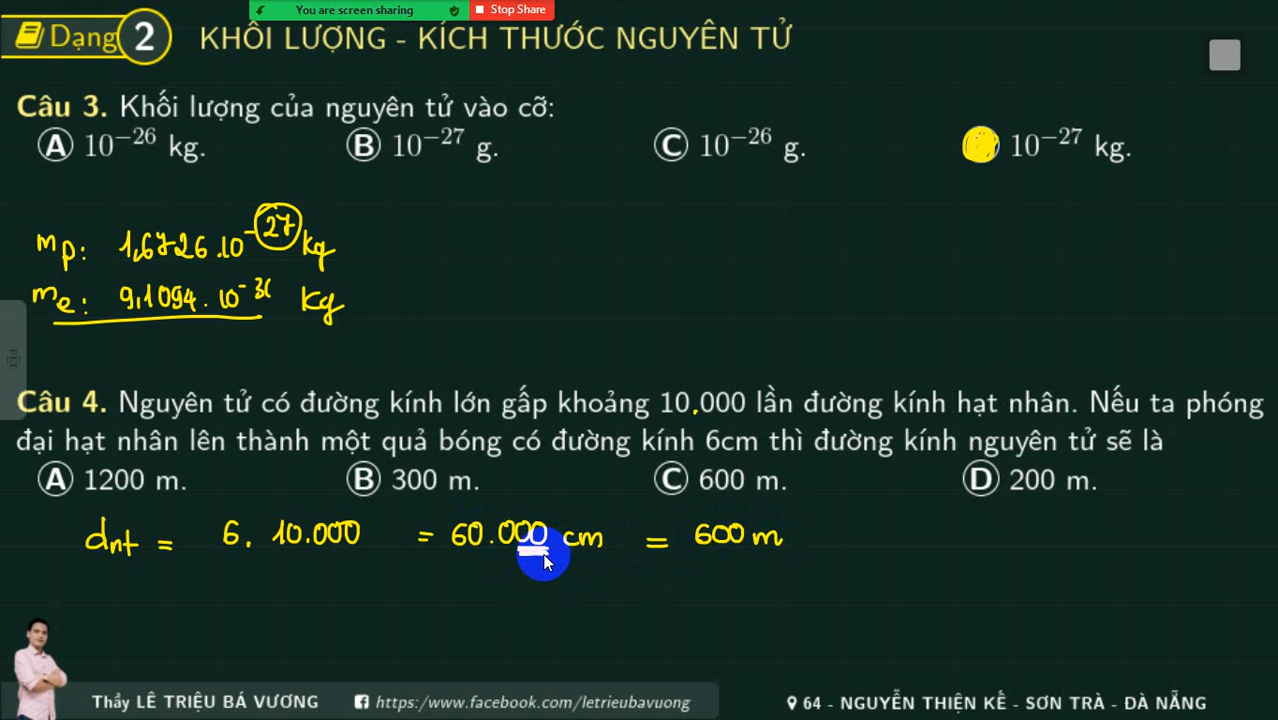 You are screen sharing Stop Share
Dạng 2 KHỐI LƯỢNG - KÍCH THƯỚC NGUYÊN TỬ
Câu 3. Khối lượng của nguyên tử vào cỡ:
A 10⁻²⁶ kg. B 10⁻²⁷ g. C 10⁻²⁶ g. 10⁻²⁷ kg.
mp: 1,6726.10⁻²⁷ kg
me: 9,1094.10⁻³¹ kg
Câu 4. Nguyên tử có đường kính lớn gấp khoảng 10,000 lần đường kính hạt nhân. Nếu ta phóng
đại hạt nhân lên thành một quả bóng có đường kính 6cm thì đường kính nguyên tử sẽ là
A 1200 m. B 300 m. C 600 m. D 200 m.
dnt = 6. 10.000 = 60.000 cm = 600 m
Thầy LÊ TRIỆU BÁ VƯƠNG https://www.facebook.com/letrieubavuong 64 - NGUYỄN THIỆN KẾ - SƠN TRÀ - ĐÀ NẴNG